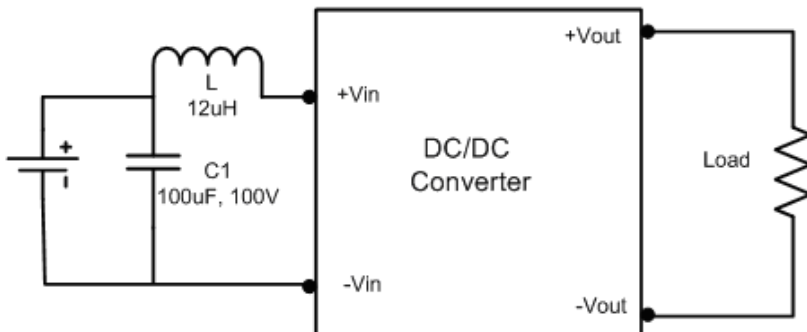 +Vout
L
12uH
+Vin
+
-
C1
100uF, 100V
DC/DC
Converter
Load
-Vin
-Vout